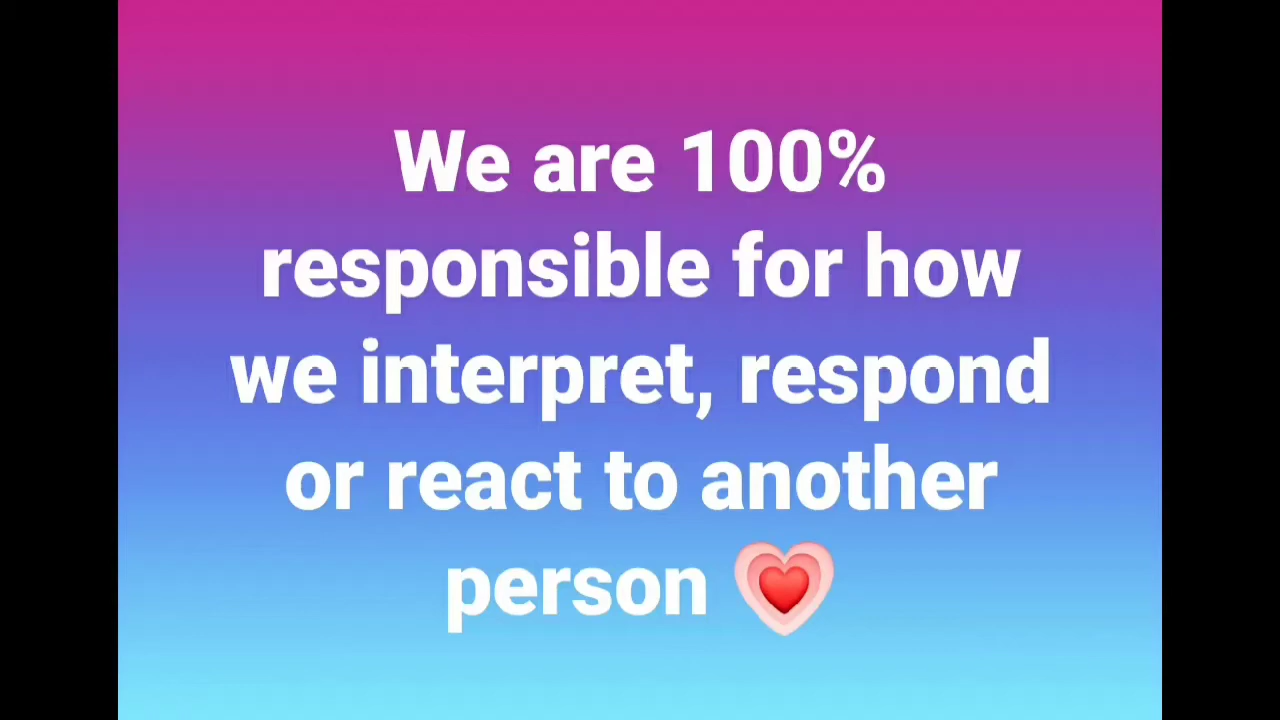 We are 100%
responsible for how
we interpret, respond
or react to another
person 💗